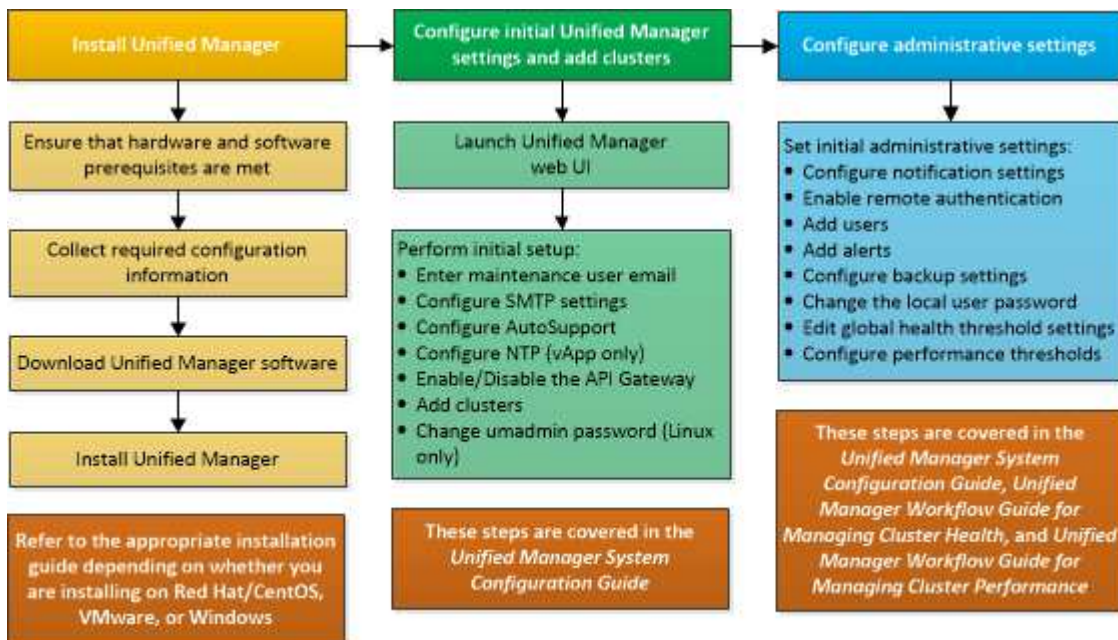 Install Unified Manager
Ensure that hardware and software
prerequisites are met
Collect required configuration
information
Download Unified Manager software
Install Unified Manager
Refer to the appropriate installation
guide depending on whether you
are installing on Red Hat/CentOS,
VMware, or Windows
Configure initial Unified Manager
settings and add clusters
Launch Unified Manager
web UI
Perform initial setup:
• Enter maintenance user email
• Configure SMTP settings
• Configure AutoSupport
• Configure NTP (vApp only)
• Enable/Disable the API Gateway
• Add clusters
• Change umadmin password (Linux
only)
These steps are covered in the
Unified Manager System
Configuration Guide
Configure administrative settings
Set initial administrative settings:
• Configure notification settings
• Enable remote authentication
• Add users
• Add alerts
• Configure backup settings
• Change the local user password
• Edit global health threshold settings
• Configure performance thresholds
These steps are covered in the
Unified Manager System
Configuration Guide, Unified
Manager Workflow Guide for
Managing Cluster Health, and Unified
Manager Workflow Guide for
Managing Cluster Performance